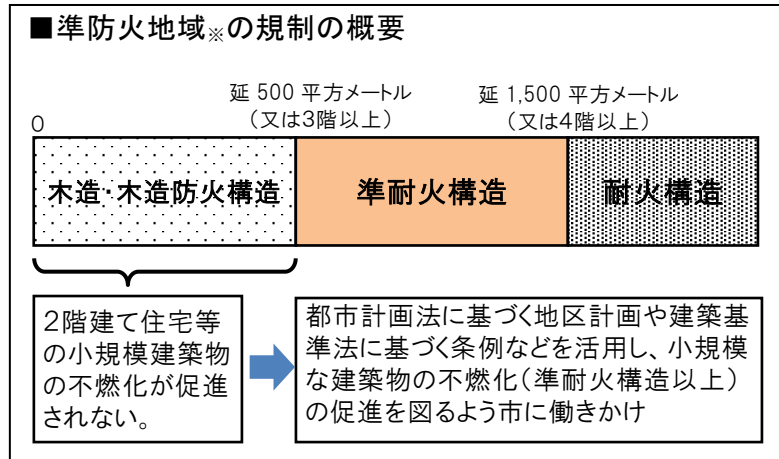 ■準防火地域※の規制の概要
延 500 平方メートル
（又は３階以上）
延 1,500 平方メートル
（又は４階以上）
0
木造・木造防火構造
準耐火構造
耐火構造
２階建て住宅等
の小規模建築物
の不燃化が促進
されない。
都市計画法に基づく地区計画や建築基
準法に基づく条例などを活用し、小規模
な建築物の不燃化（準耐火構造以上）
の促進を図るよう市に働きかけ